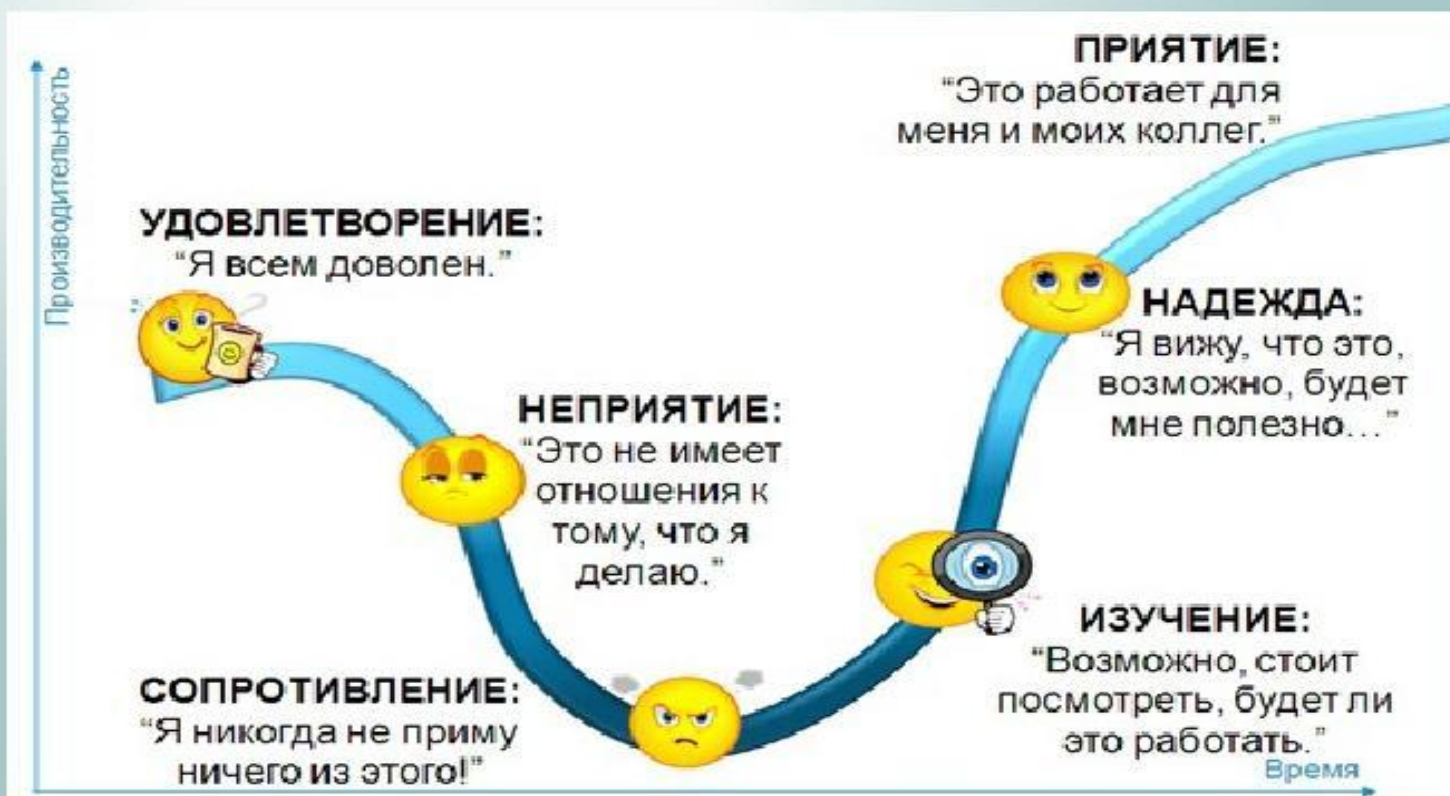 Производительность
УДОВЛЕТВОРЕНИЕ:
“Я всем доволен.”
НЕПРИЯТИЕ:
“Это не имеет
отношения к
тому, что я
делаю.”
СОПРОТИВЛЕНИЕ:
“Я никогда не приму
ничего из этого!”
ИЗУЧЕНИЕ:
“Возможно, стоит
посмотреть, будет ли
это работать.”
НАДЕЖДА:
“Я вижу, что это,
возможно, будет
мне полезно...”
ПРИЯТИЕ:
“Это работает для
меня и моих коллег.”
Время